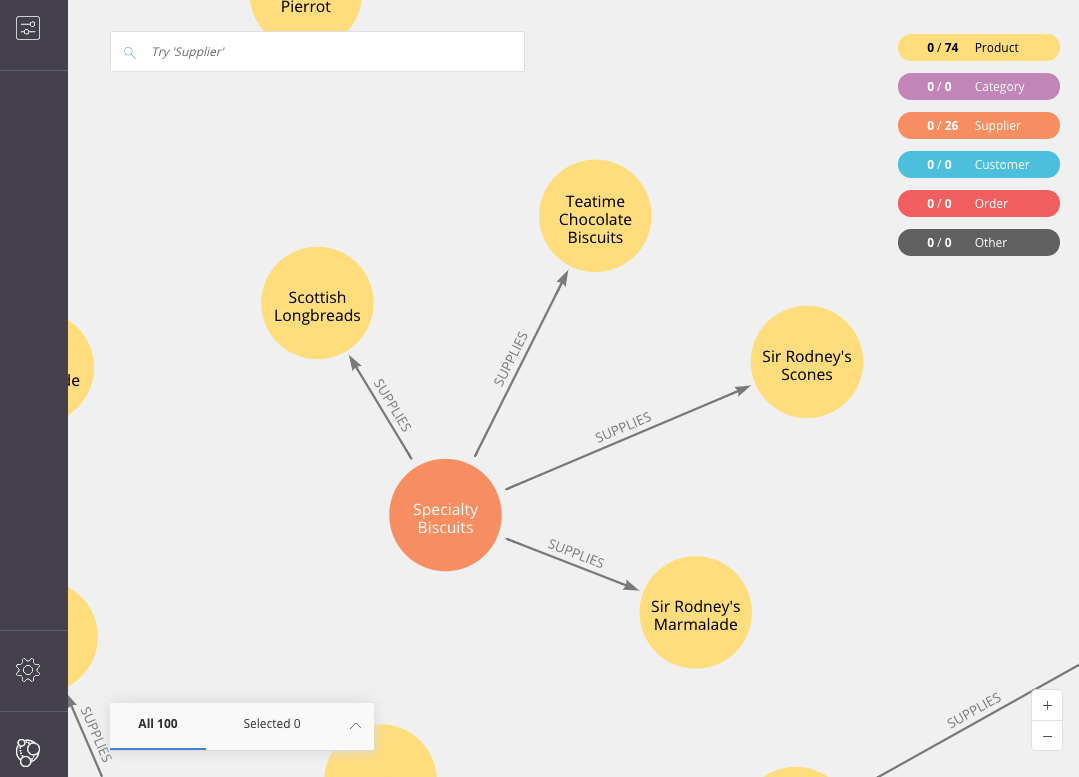 Pierrot
Try 'Supplier'
0 / 74 Product
0 / 0 Category
0 / 26 Supplier
0 / 0 Customer
0 / 0 Order
0 / 0 Other
Teatime
Chocolate
Biscuits
Scottish
Longbreads
SUPPLIES
Sir Rodney's
Scones
de
SUPPLIES
SUPPLIES
Specialty
Biscuits
SUPPLIES
Sir Rodney's
Marmalade
SUPPLIES
SUPPLIES
All 100
Selected 0